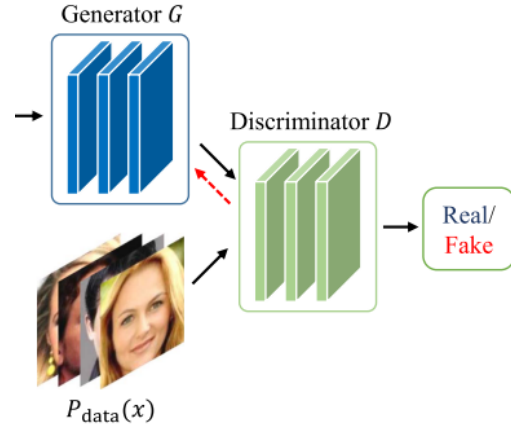 Generator G
Discriminator D
Real/
Fake
P_data(x)